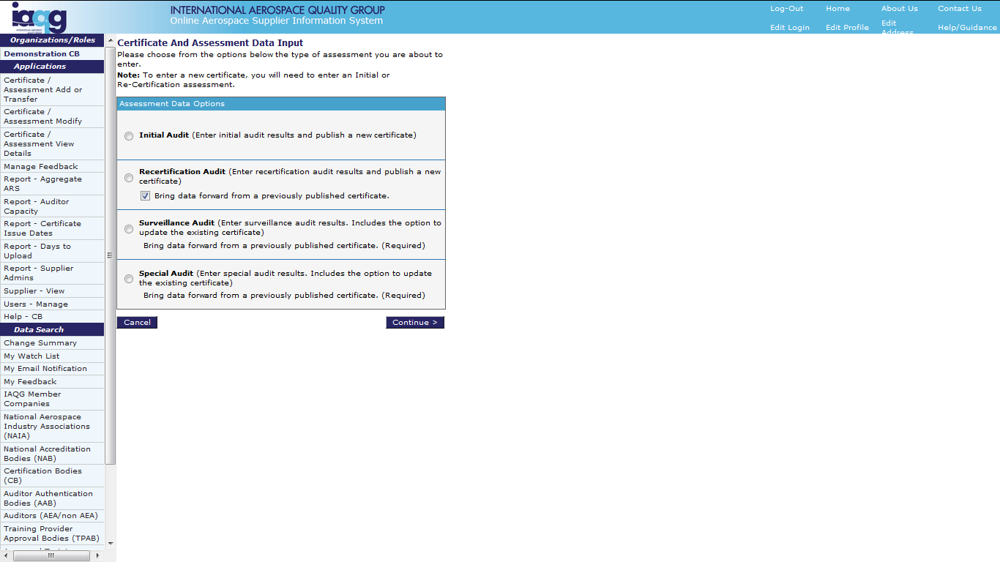 iaqg
INTERNATIONAL AEROSPACE QUALITY GROUP
Online Aerospace Supplier Information System
Log-Out
Home
About Us
Contact Us
Edit Login
Edit Profile
Edit
Address
Help/Guidance
Organizations/Roles
Demonstration CB
Applications
Certificate /
Assessment Add or
Transfer
Certificate /
Assessment Modify
Certificate /
Assessment View
Details
Manage Feedback
Report - Aggregate
ARS
Report - Auditor
Capacity
Report - Certificate
Issue Dates
Report - Days to
Upload
Report - Supplier
Admins
Supplier - View
Users - Manage
Help - CB
Data Search
Change Summary
My Watch List
My Email Notification
My Feedback
IAQG Member
Companies
National Aerospace
Industry Associations
(NAIA)
National Accreditation
Bodies (NAB)
Certification Bodies
(CB)
Auditor Authentication
Bodies (AAB)
Auditors (AEA/non AEA)
Training Provider
Approval Bodies (TPAB)
Certificate And Assessment Data Input
Please choose from the options below the type of assessment you are about to
enter.
Note: To enter a new certificate, you will need to enter an Initial or
Re-Certification assessment.
Assessment Data Options
Initial Audit (Enter initial audit results and publish a new certificate)
Recertification Audit (Enter recertification audit results and publish a new
certificate)
Bring data forward from a previously published certificate.
Surveillance Audit (Enter surveillance audit results. Includes the option to
update the existing certificate)
Bring data forward from a previously published certificate. (Required)
Special Audit (Enter special audit results. Includes the option to update
the existing certificate)
Bring data forward from a previously published certificate. (Required)
Cancel
Continue >